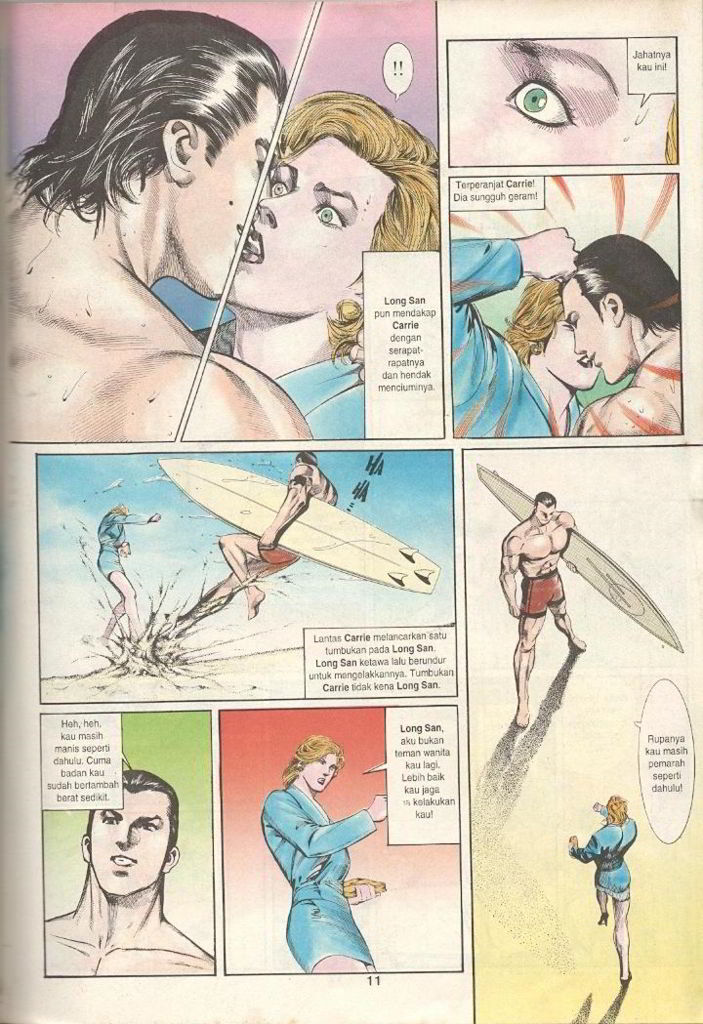 !!
Long San
pun mendakap
Carrie
dengan
serapat-
rapatnya
dan hendak
menciumnya.
Jahatnya
kau ini!
Terperanjat Carrie!
Dia sungguh geram!
HA
HA
Lantas Carrie melancarkan satu
tumbukan pada Long San.
Long San ketawa lalu berundur
untuk mengelakkannya. Tumbukan
Carrie tidak kena Long San.
Rupanya
kau masih
pemarah
seperti
dahulu!
Heh, heh,
kau masih
manis seperti
dahulu. Cuma
badan kau
sudah bertambah
berat sedikit.
Long San,
aku bukan
teman wanita
kau lagi.
Lebih baik
kau jaga
kelakukan
kau!
11